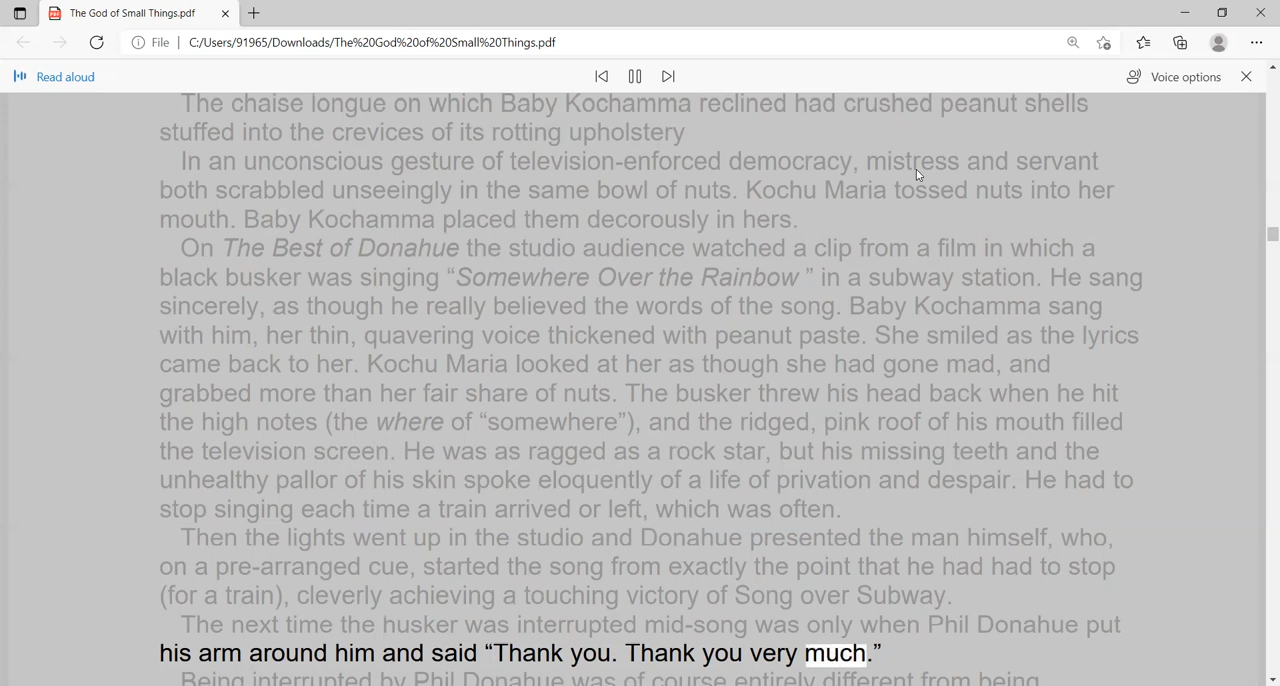 The God of Small Things.pdf
File | C:/Users/91965/Downloads/The%20God%20of%20Small%20Things.pdf
Read aloud
Voice options
The chaise longue on which Baby Kochamma reclined had crushed peanut shells
stuffed into the crevices of its rotting upholstery
In an unconscious gesture of television-enforced democracy, mistress and servant
both scrabbled unseeingly in the same bowl of nuts. Kochu Maria tossed nuts into her
mouth. Baby Kochamma placed them decorously in hers.
On The Best of Donahue the studio audience watched a clip from a film in which a
black busker was singing “Somewhere Over the Rainbow ” in a subway station. He sang
sincerely, as though he really believed the words of the song. Baby Kochamma sang
with him, her thin, quavering voice thickened with peanut paste. She smiled as the lyrics
came back to her. Kochu Maria looked at her as though she had gone mad, and
grabbed more than her fair share of nuts. The busker threw his head back when he hit
the high notes (the where of “somewhere”), and the ridged, pink roof of his mouth filled
the television screen. He was as ragged as a rock star, but his missing teeth and the
unhealthy pallor of his skin spoke eloquently of a life of privation and despair. He had to
stop singing each time a train arrived or left, which was often.
Then the lights went up in the studio and Donahue presented the man himself, who,
on a pre-arranged cue, started the song from exactly the point that he had had to stop
(for a train), cleverly achieving a touching victory of Song over Subway.
The next time the husker was interrupted mid-song was only when Phil Donahue put
his arm around him and said “Thank you. Thank you very much.”
Being interrupted by Phil Donahue was of course entirely different from being